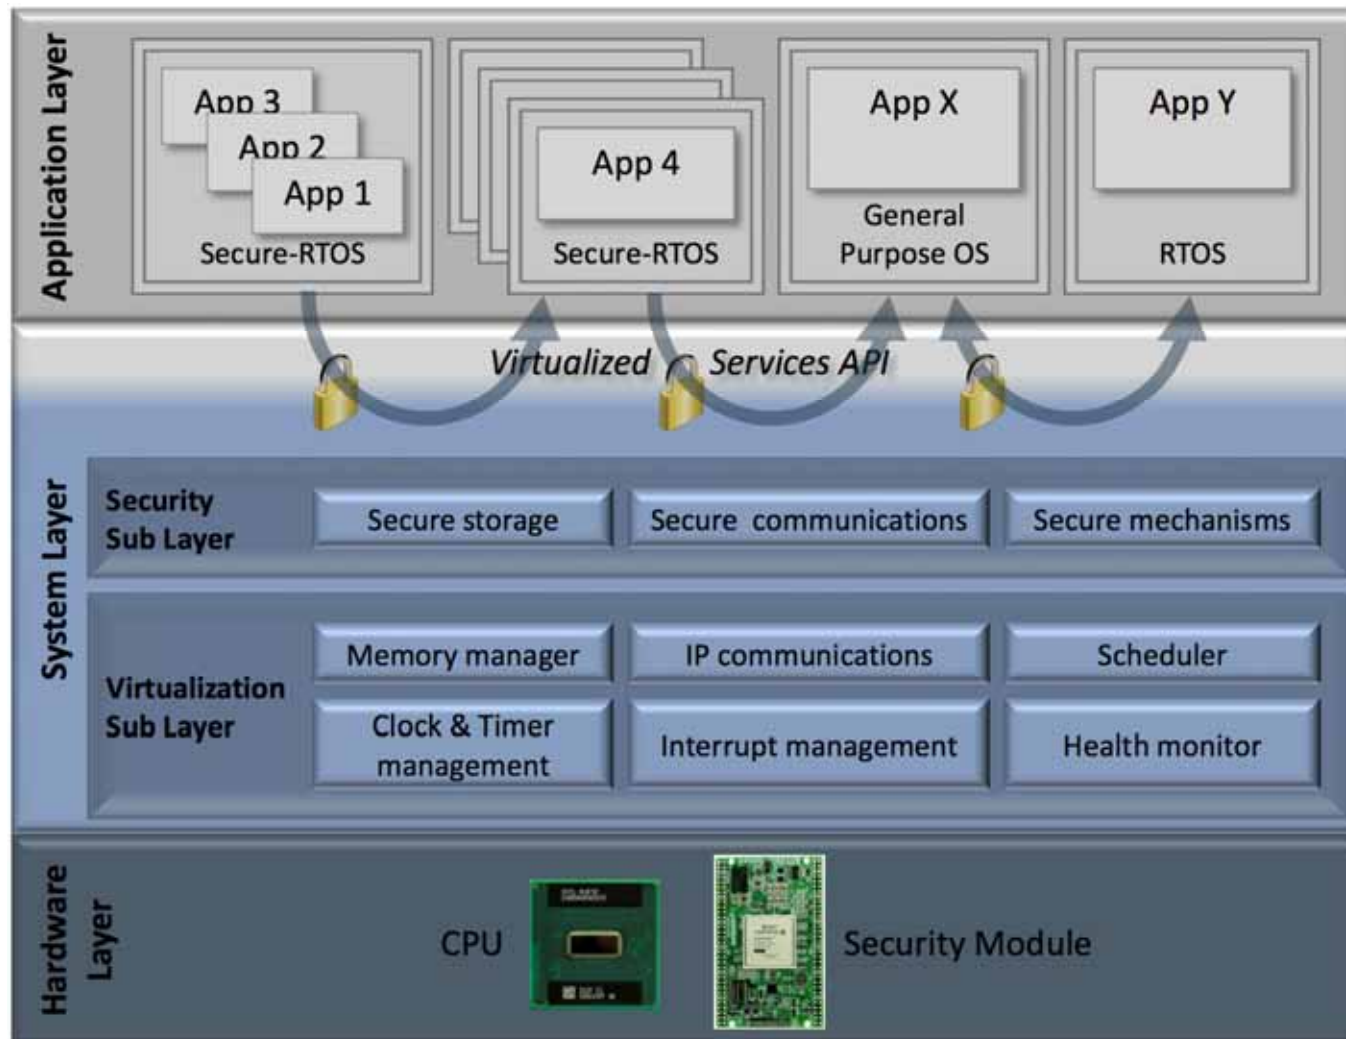 Application Layer
App 3
App 2
App 1
Secure-RTOS
App 4
Secure-RTOS
App X
General
Purpose OS
App Y
RTOS
Virtualized Services API
System Layer
Security
Sub Layer
Secure storage
Secure communications
Secure mechanisms
Virtualization
Sub Layer
Memory manager
IP communications
Scheduler
Clock & Timer
management
Interrupt management
Health monitor
Hardware
Layer
CPU
Security Module